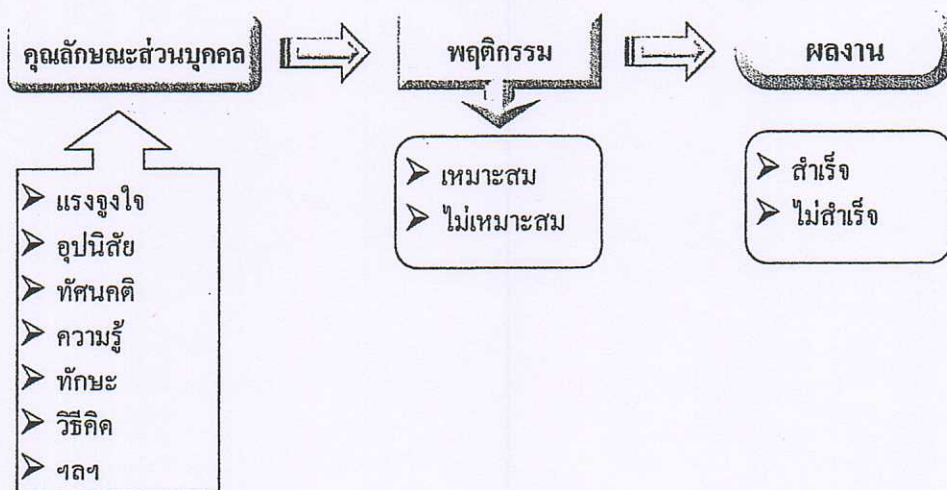 คุณลักษณะส่วนบุคคล
พฤติกรรม
ผลงาน
แรงจูงใจ
อุปนิสัย
ทัศนคติ
ความรู้
ทักษะ
วิธีคิด
ฯลฯ
เหมาะสม
ไม่เหมาะสม
สำเร็จ
ไม่สำเร็จ